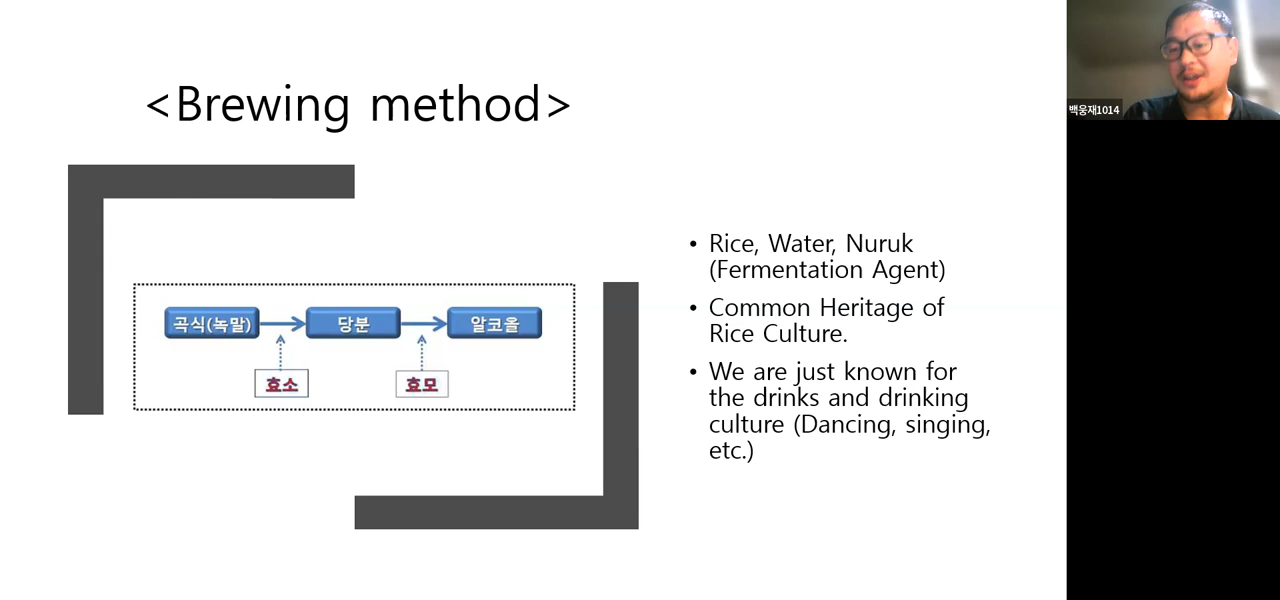 <Brewing method>
곡식(녹말)
당분
알코올
효소
효모
• Rice, Water, Nuruk
(Fermentation Agent)
• Common Heritage of
Rice Culture.
• We are just known for
the drinks and drinking
culture (Dancing, singing,
etc.)
백웅재1014